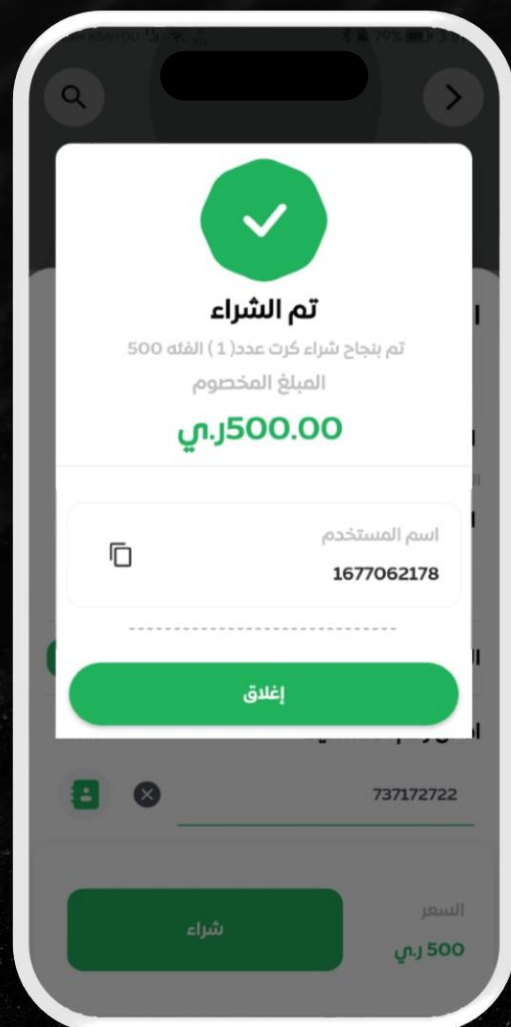 79%
تم الشراء
تم بنجاح شراء كرت عدد( 1 ) الفئه 500
المبلغ المخصوم
500.00ر.ي
اسم المستخدم
1677062178
إغلاق
737172722
السعر
500 ر.ي
شراء